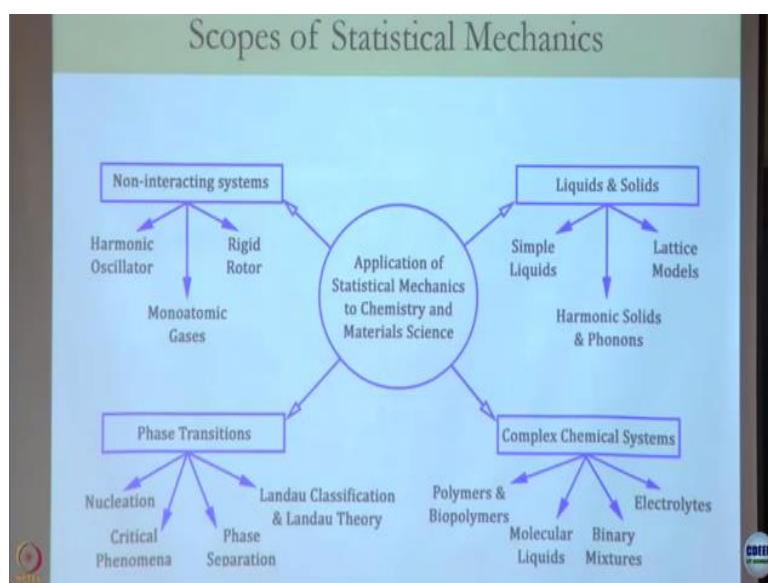 Scopes of Statistical Mechanics
Non-interacting systems
Harmonic
Oscillator
Rigid
Rotor
Monoatomic
Gases
Liquids & Solids
Simple
Liquids
Lattice
Models
Harmonic Solids
& Phonons
Application of
Statistical Mechanics
to Chemistry and
Materials Science
Phase Transitions
Nucleation
Critical
Phenomena
Phase
Separation
Landau Classification
& Landau Theory
Complex Chemical Systems
Polymers &
Biopolymers
Molecular
Liquids
Binary
Mixtures
Electrolytes
NPTEL